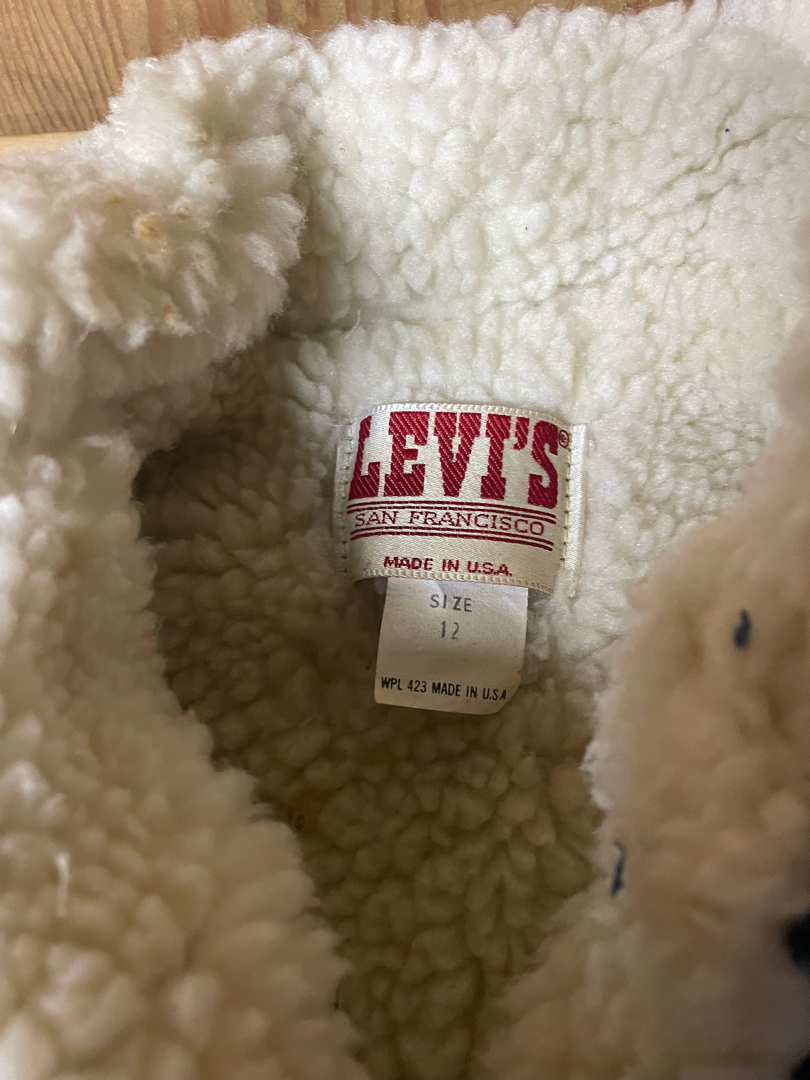 LEVI'S®
SAN FRANCISCO
MADE IN U.S.A.
SIZE
12
WPL 423 MADE IN U.S.A